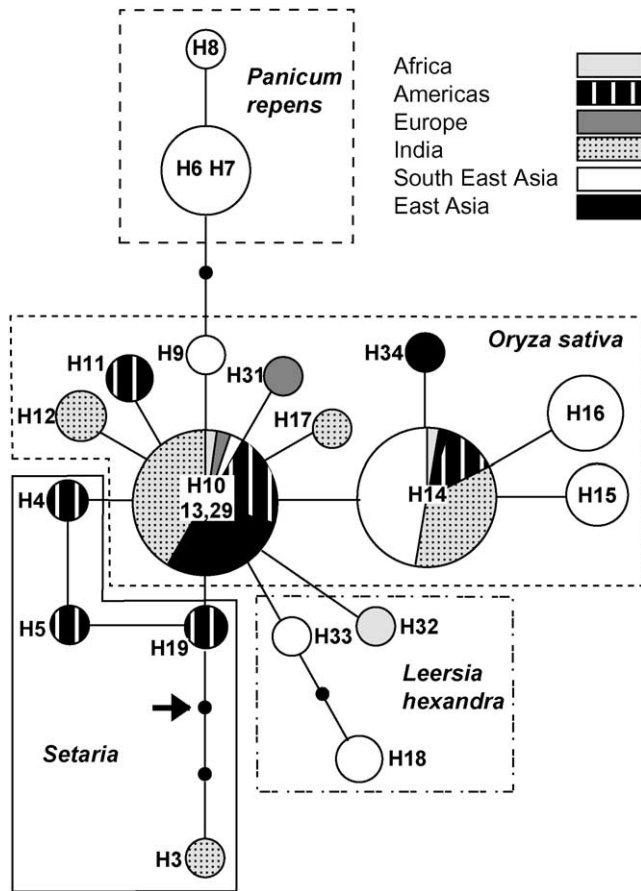 H8
Panicum
repens
H6 H7
Africa
Americas
Europe
India
South East Asia
East Asia
H9
H11
H31
H34
Oryza sativa
H12
H17
H16
H10
13,29
H14
H15
H4
H5
H19
H33
H32
Leersia
hexandra
H18
Setaria
H3